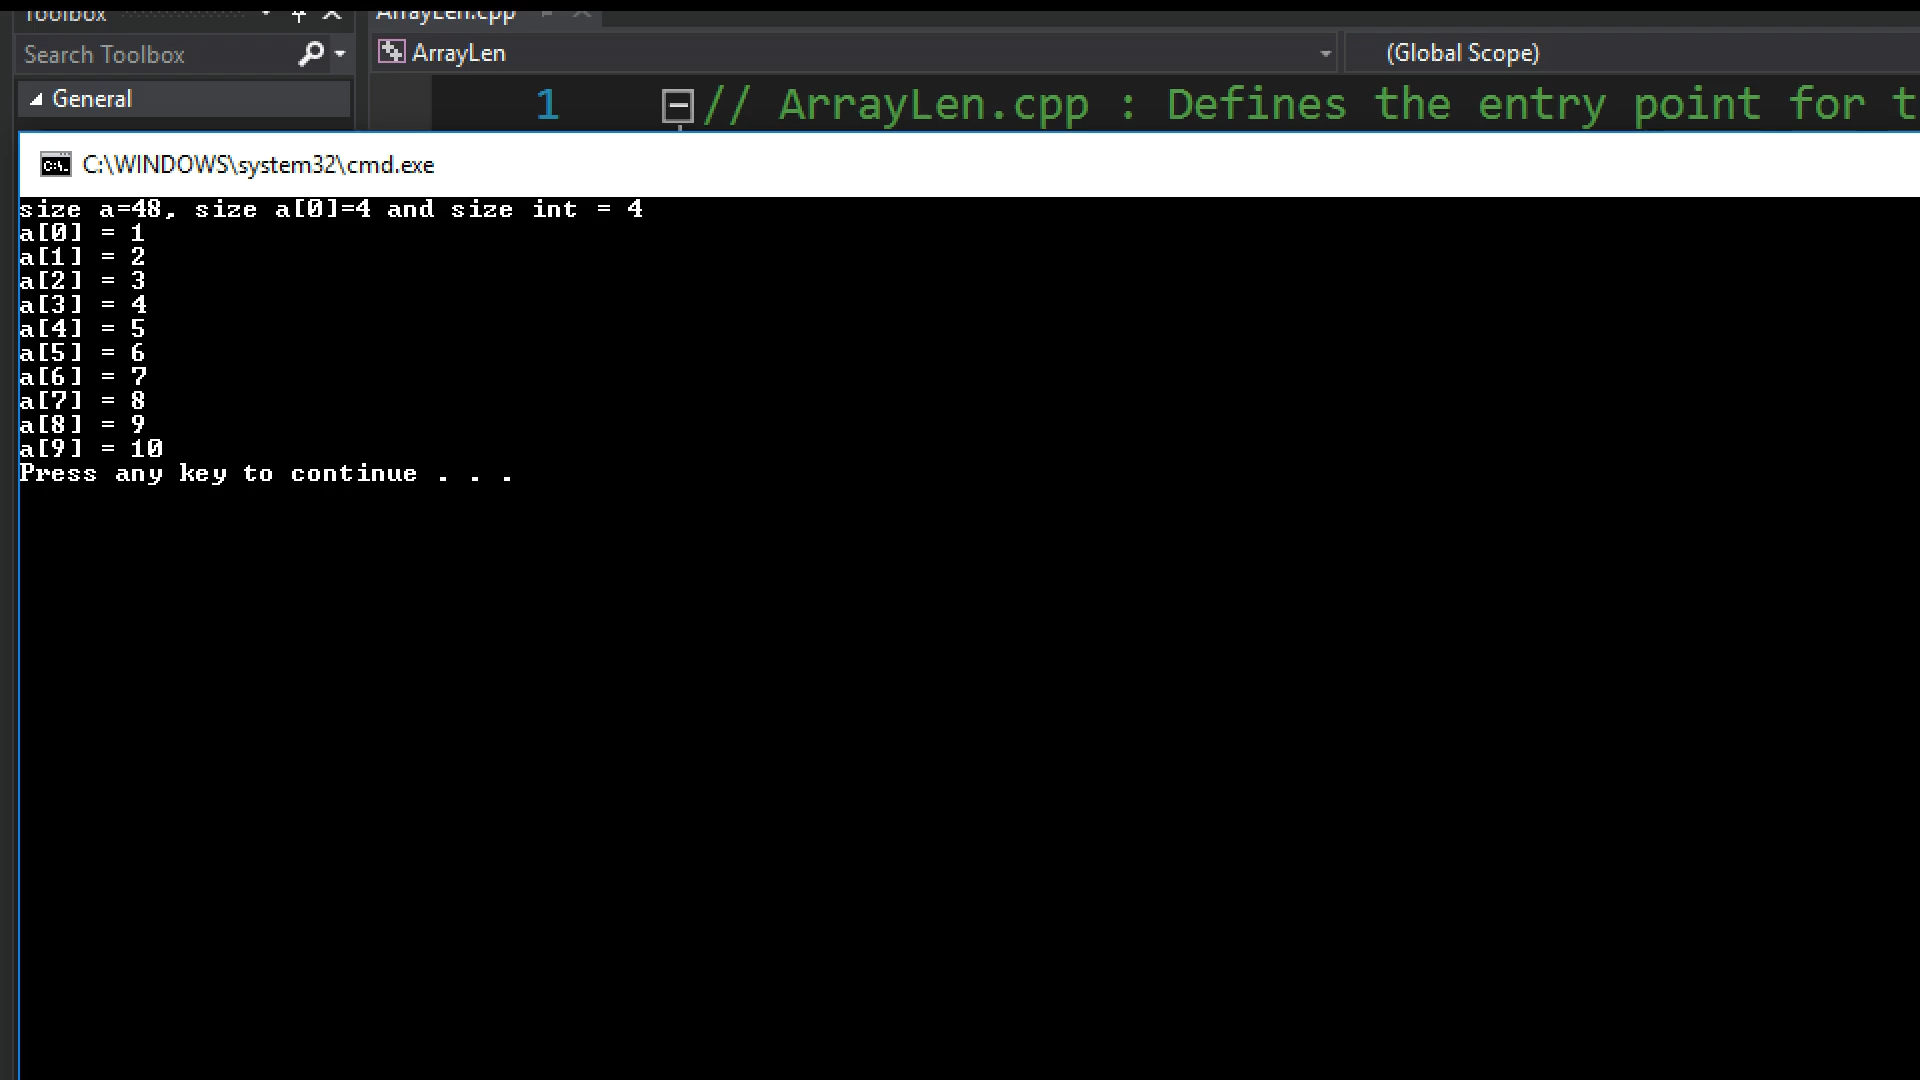 Toolbox
ArrayLen.cpp
Search Toolbox
ArrayLen
(Global Scope)
General
1 // ArrayLen.cpp : Defines the entry point for t
C:\WINDOWS\system32\cmd.exe
size a=48, size a[0]=4 and size int = 4
a[0] = 1
a[1] = 2
a[2] = 3
a[3] = 4
a[4] = 5
a[5] = 6
a[6] = 7
a[7] = 8
a[8] = 9
a[9] = 10
Press any key to continue . . .